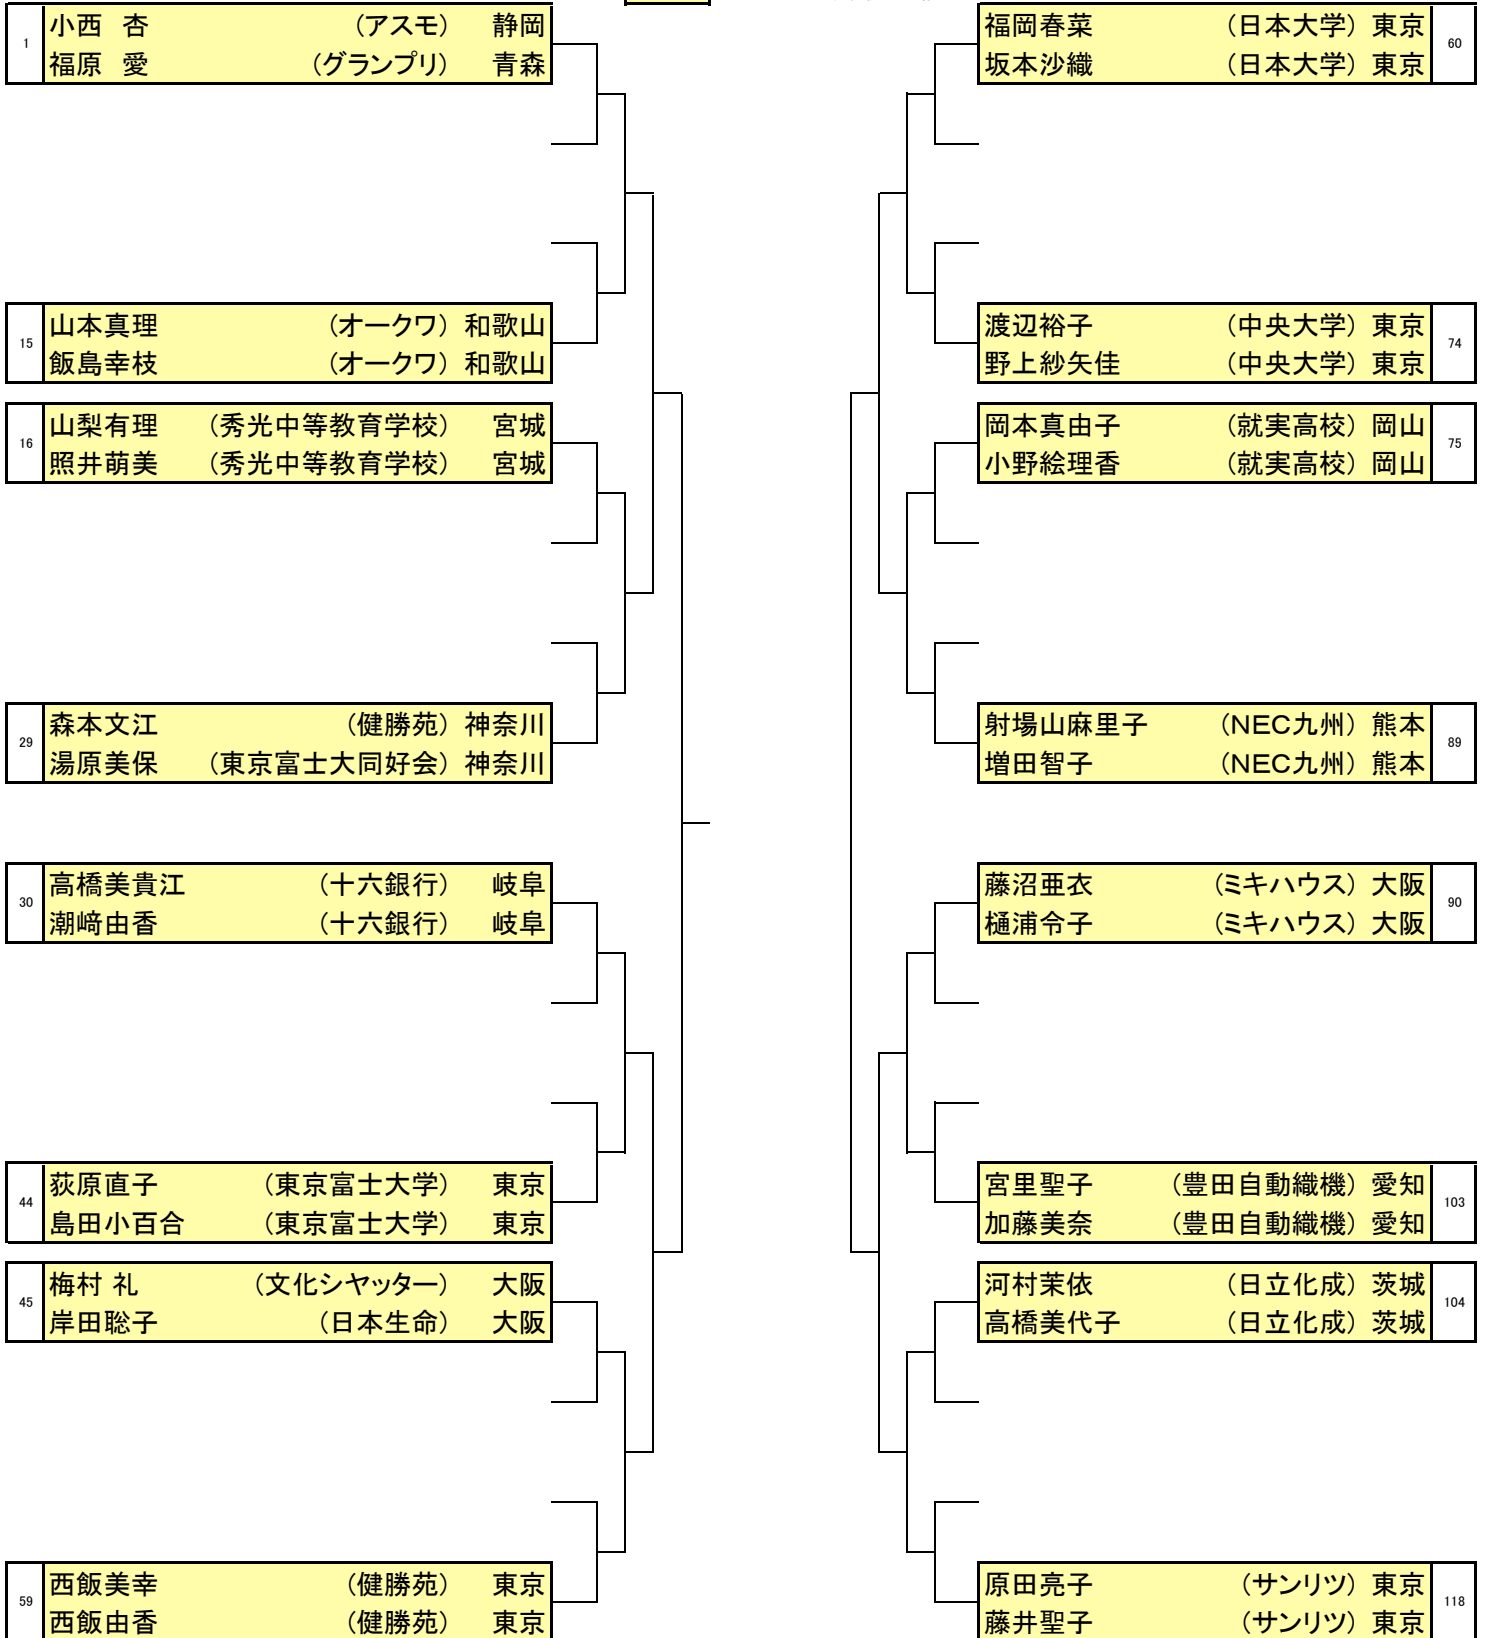 1 小西 杏 (アスモ) 静岡
福原 愛 (グランプリ) 青森
15 山本真理 (オークワ) 和歌山
飯島幸枝 (オークワ) 和歌山
16 山梨有理 (秀光中等教育学校) 宮城
照井萌美 (秀光中等教育学校) 宮城
29 森本文江 (健勝苑) 神奈川
湯原美保 (東京富士大同好会) 神奈川
30 高橋美貴江 (十六銀行) 岐阜
潮﨑由香 (十六銀行) 岐阜
44 荻原直子 (東京富士大学) 東京
島田小百合 (東京富士大学) 東京
45 梅村 礼 (文化シヤッター) 大阪
岸田聡子 (日本生命) 大阪
59 西飯美幸 (健勝苑) 東京
西飯由香 (健勝苑) 東京
福岡春菜 (日本大学) 東京 60
坂本沙織 (日本大学) 東京
渡辺裕子 (中央大学) 東京 74
野上紗矢佳 (中央大学) 東京
岡本真由子 (就実高校) 岡山 75
小野絵理香 (就実高校) 岡山
射場山麻里子 (NEC九州) 熊本 89
増田智子 (NEC九州) 熊本
藤沼亜衣 (ミキハウス) 大阪 90
樋浦令子 (ミキハウス) 大阪
宮里聖子 (豊田自動織機) 愛知 103
加藤美奈 (豊田自動織機) 愛知
河村茉依 (日立化成) 茨城 104
高橋美代子 (日立化成) 茨城
原田亮子 (サンリツ) 東京 118
藤井聖子 (サンリツ) 東京